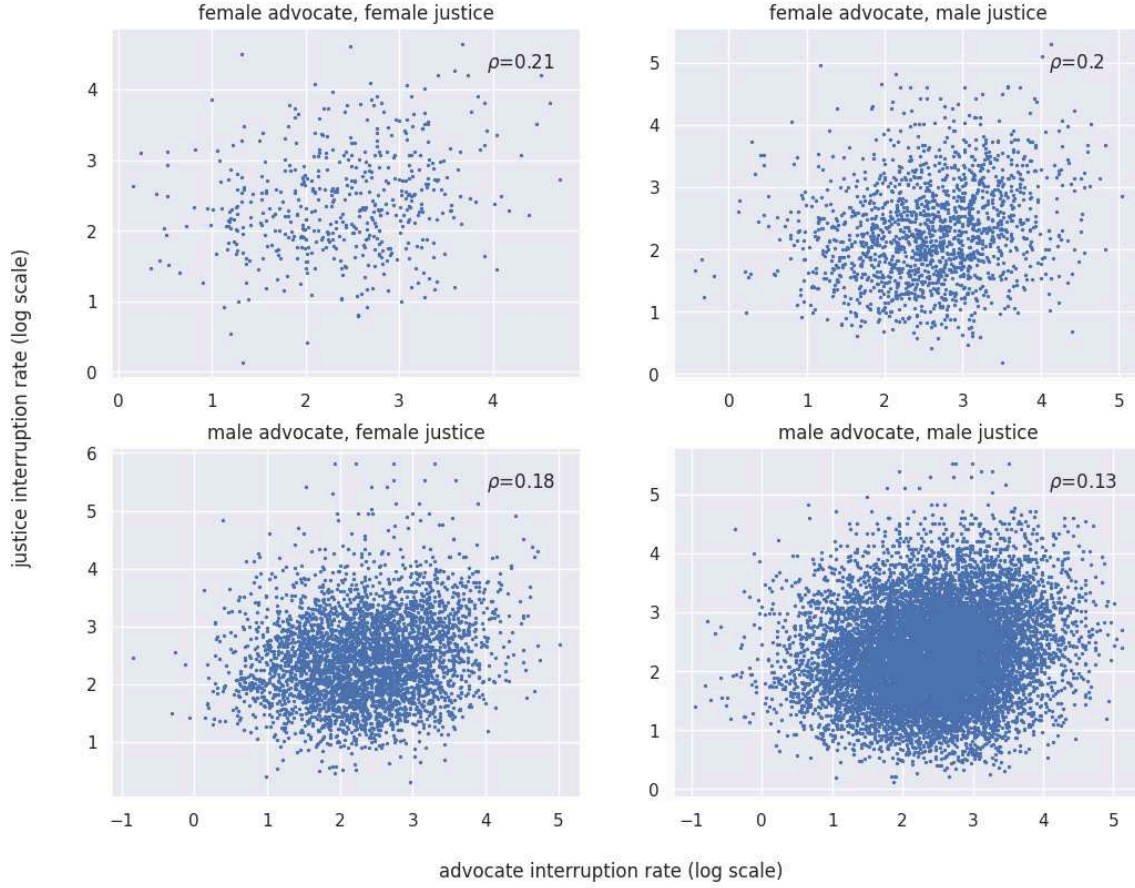 female advocate, female justice
female advocate, male justice
ρ=0.21
ρ=0.2
4
3
2
1
0
5
4
3
2
1
0
0 1 2 3 4
0 1 2 3 4 5
justice interruption rate (log scale)
male advocate, female justice
male advocate, male justice
ρ=0.18
ρ=0.13
6
5
4
3
2
1
5
4
3
2
1
0
−1 0 1 2 3 4 5
−1 0 1 2 3 4 5
advocate interruption rate (log scale)